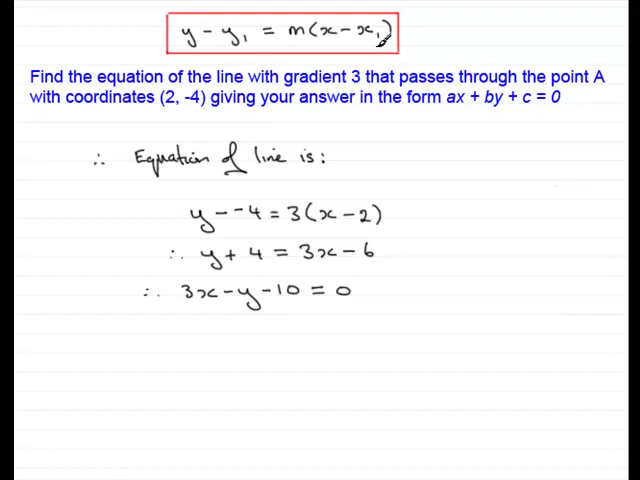 y - y₁ = m(x - x₁)
Find the equation of the line with gradient 3 that passes through the point A
with coordinates (2, -4) giving your answer in the form ax + by + c = 0
∴ Equation of line is:
y - -4 = 3(x - 2)
∴ y + 4 = 3x - 6
∴ 3x - y - 10 = 0